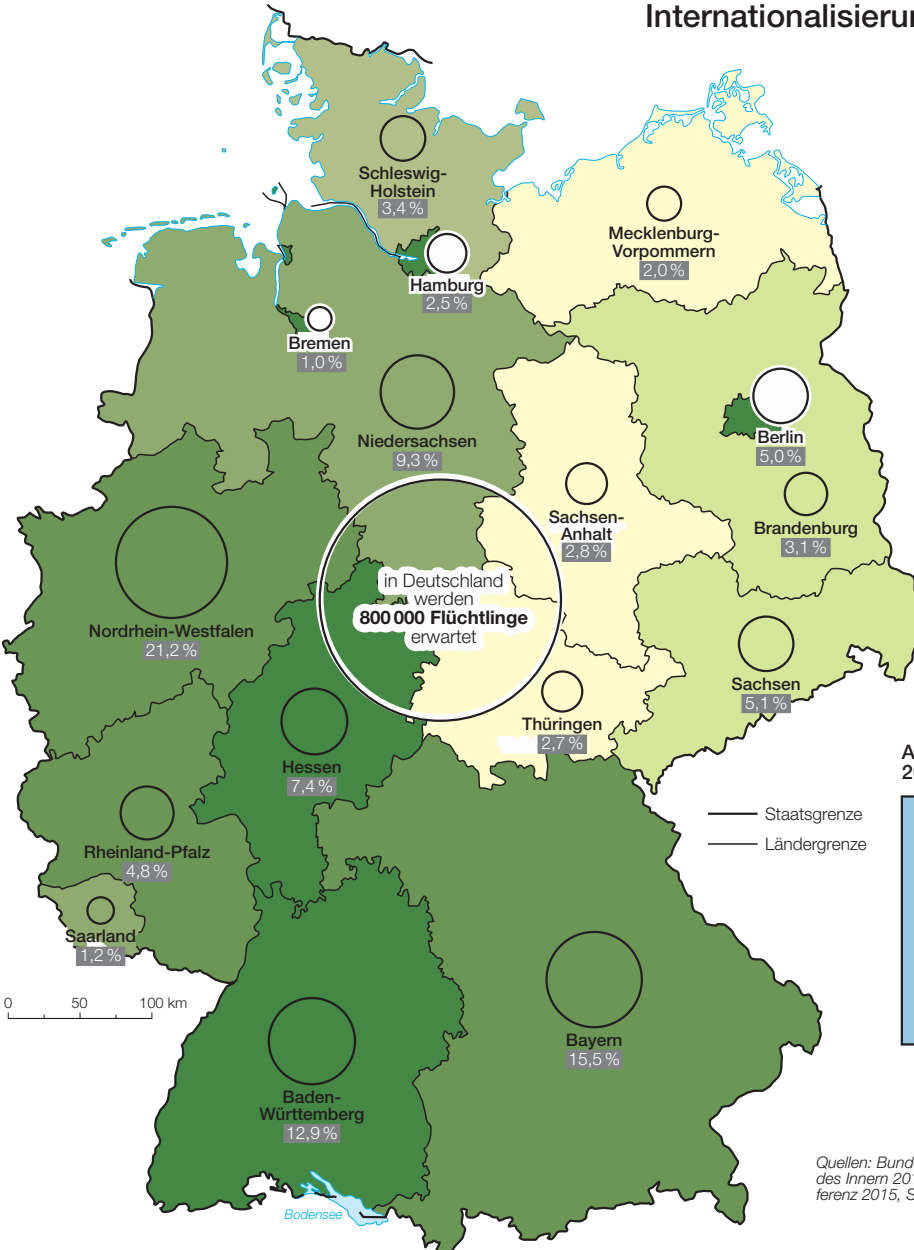 Internationalisierun
Schleswig-
Holstein
3,4 %
Mecklenburg-
Vorpommern
2,0 %
Hamburg
2,5 %
Bremen
1,0 %
Niedersachsen
9,3 %
Berlin
5,0 %
Sachsen-
Anhalt
2,8 %
Brandenburg
3,1 %
in Deutschland
werden
800 000 Flüchtlinge
erwartet
Nordrhein-Westfalen
21,2 %
Sachsen
5,1 %
Thüringen
2,7 %
Hessen
7,4 %
A
2
Staatsgrenze
Ländergrenze
Rheinland-Pfalz
4,8 %
Saarland
1,2 %
0 50 100 km
Bayern
15,5 %
Baden-
Württemberg
12,9 %
Bodensee
Quellen: Bund
des Innern 201
ferenz 2015, S